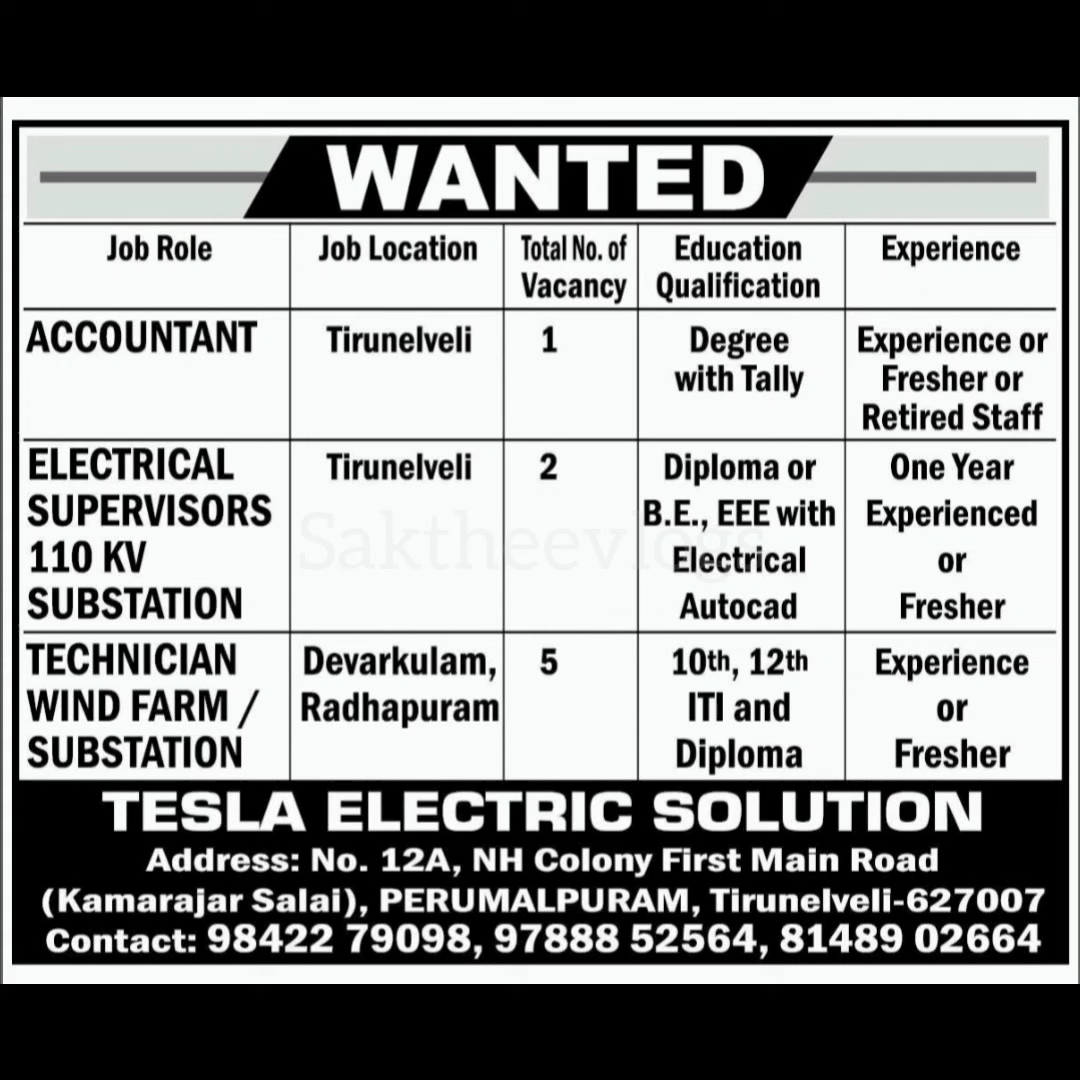 WANTED
Job Role
Job Location
Total No. of
Vacancy
Education
Qualification
Experience
ACCOUNTANT
Tirunelveli
1
Degree
with Tally
Experience or
Fresher or
Retired Staff
ELECTRICAL
SUPERVISORS
110 KV
SUBSTATION
Tirunelveli
2
Diploma or
B.E., EEE with
Electrical
Autocad
One Year
Experienced
or
Fresher
Saktheevlogs
TECHNICIAN
WIND FARM /
SUBSTATION
Devarkulam,
Radhapuram
5
10th, 12th
ITI and
Diploma
Experience
or
Fresher
TESLA ELECTRIC SOLUTION
Address: No. 12A, NH Colony First Main Road
(Kamarajar Salai), PERUMALPURAM, Tirunelveli-627007
Contact: 98422 79098, 97888 52564, 81489 02664